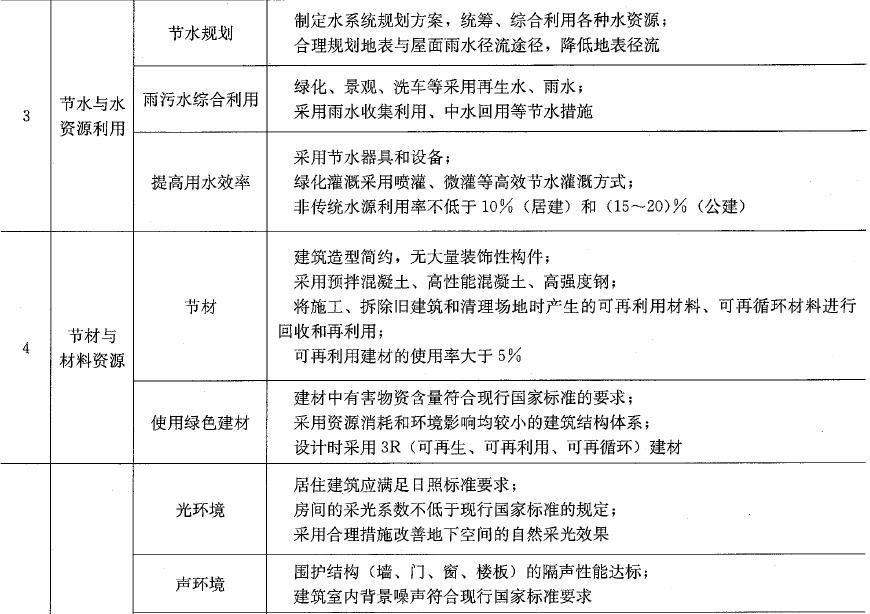 节水规划
制定水系统规划方案，统筹、综合利用各种水资源；
合理规划地表与屋面雨水径流途径，降低地表径流
3
节水与水
资源利用
雨污水综合利用
绿化、景观、洗车等采用再生水、雨水；
采用雨水收集利用、中水回用等节水措施
提高用水效率
采用节水器具和设备；
绿化灌溉采用喷灌、微灌等高效节水灌溉方式；
非传统水源利用率不低于10%（居建）和（15～20)%（公建）
4
节材与
材料资源
节材
建筑造型简约，无大量装饰性构件；
采用预拌混凝土、高性能混凝土、高强度钢；
将施工、拆除旧建筑和清理场地时产生的可再利用材料、可再循环材料进行
回收和再利用；
可再利用建材的使用率大于5%
使用绿色建材
建材中有害物资含量符合现行国家标准的要求；
采用资源消耗和环境影响均较小的建筑结构体系；
设计时采用3R（可再生、可再利用、可再循环）建材
光环境
居住建筑应满足日照标准要求；
房间的采光系数不低于现行国家标准的规定；
采用合理措施改善地下空间的自然采光效果
声环境
围护结构（墙、门、窗、楼板）的隔声性能达标；
建筑室内背景噪声符合现行国家标准要求